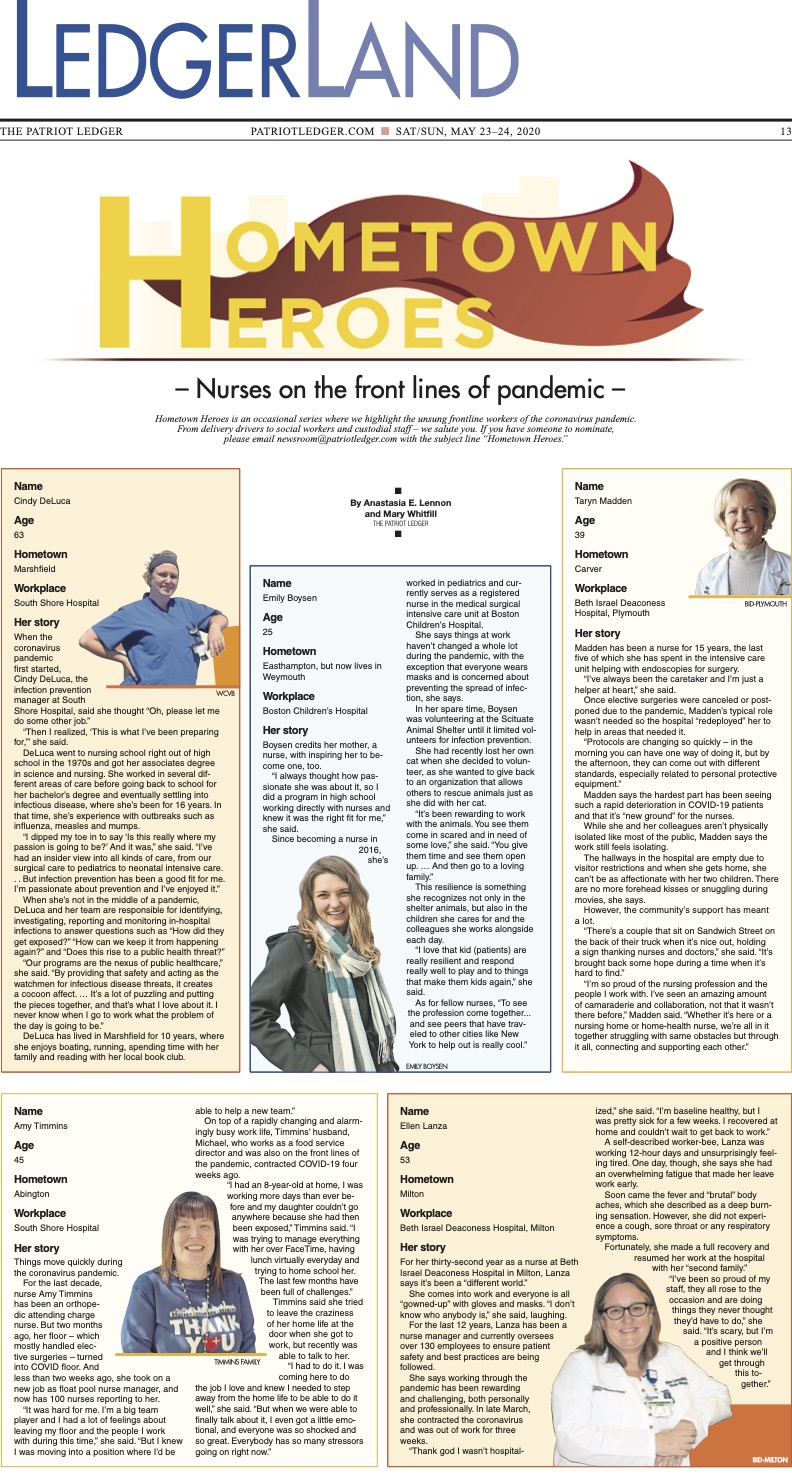 LEDGERLAND
THE PATRIOT LEDGER PATRIOTLEDGER.COM ■ SAT/SUN, MAY 23–24, 2020 13
HOMETOWN
HEROES
– Nurses on the front lines of pandemic –
Hometown Heroes is an occasional series where we highlight the unsung frontline workers of the coronavirus pandemic.
From delivery drivers to social workers and custodial staff – we salute you. If you have someone to nominate,
please email newsroom@patriotledger.com with the subject line "Hometown Heroes."
Name
Cindy DeLuca
Age
63
Hometown
Marshfield
Workplace
South Shore Hospital
Her story
When the
coronavirus
pandemic
first started,
Cindy DeLuca, the
infection prevention
manager at South
WCVB
Shore Hospital, said she thought "Oh, please let me
do some other job."
"Then I realized, 'This is what I've been preparing
for,'" she said.
DeLuca went to nursing school right out of high
school in the 1970s and got her associates degree
in science and nursing. She worked in several dif-
ferent areas of care before going back to school for
her bachelor's degree and eventually settling into
infectious disease, where she's been for 16 years. In
that time, she's experience with outbreaks such as
influenza, measles and mumps.
"I dipped my toe in to say 'Is this really where my
passion is going to be?' And it was," she said. "I've
had an insider view into all kinds of care, from our
surgical care to pediatrics to neonatal intensive care.
. . But infection prevention has been a good fit for me.
I'm passionate about prevention and I've enjoyed it."
When she's not in the middle of a pandemic,
DeLuca and her team are responsible for identifying,
investigating, reporting and monitoring in-hospital
infections to answer questions such as "How did they
get exposed?" "How can we keep it from happening
again?" and "Does this rise to a public health threat?"
"Our programs are the nexus of public healthcare,"
she said. "By providing that safety and acting as the
watchmen for infectious disease threats, it creates
a cocoon affect. … It's a lot of puzzling and putting
the pieces together, and that's what I love about it. I
never know when I go to work what the problem of
the day is going to be."
DeLuca has lived in Marshfield for 10 years, where
she enjoys boating, running, spending time with her
family and reading with her local book club.
By Anastasia E. Lennon
and Mary Whitfill
THE PATRIOT LEDGER
Name
Emily Boysen
Age
25
Hometown
Easthampton, but now lives in
Weymouth
Workplace
Boston Children's Hospital
Her story
Boysen credits her mother, a
nurse, with inspiring her to be-
come one, too.
"I always thought how pas-
sionate she was about it, so I
did a program in high school
working directly with nurses and
knew it was the right fit for me,"
she said.
Since becoming a nurse in
2016,
she's
worked in pediatrics and cur-
rently serves as a registered
nurse in the medical surgical
intensive care unit at Boston
Children's Hospital.
She says things at work
haven't changed a whole lot
during the pandemic, with the
exception that everyone wears
masks and is concerned about
preventing the spread of infec-
tion, she says.
In her spare time, Boysen
was volunteering at the Scituate
Animal Shelter until it limited vol-
unteers for infection prevention.
She had recently lost her own
cat when she decided to volun-
teer, as she wanted to give back
to an organization that allows
others to rescue animals just as
she did with her cat.
"It's been rewarding to work
with the animals. You see them
come in scared and in need of
some love," she said. "You give
them time and see them open
up. … And then go to a loving
family."
This resilience is something
she recognizes not only in the
shelter animals, but also in the
children she cares for and the
colleagues she works alongside
each day.
"I love that kid (patients) are
really resilient and respond
really well to play and to things
that make them kids again," she
said.
As for fellow nurses, "To see
the profession come together...
and see peers that have trav-
eled to other cities like New
York to help out is really cool."
EMILY BOYSEN
Name
Taryn Madden
Age
39
Hometown
Carver
Workplace
Beth Israel Deaconess
Hospital, Plymouth
BID-PLYMOUTH
Her story
Madden has been a nurse for 15 years, the last
five of which she has spent in the intensive care
unit helping with endoscopies for surgery.
"I've always been the caretaker and I'm just a
helper at heart," she said.
Once elective surgeries were canceled or post-
poned due to the pandemic, Madden's typical role
wasn't needed so the hospital "redeployed" her to
help in areas that needed it.
"Protocols are changing so quickly – in the
morning you can have one way of doing it, but by
the afternoon, they can come out with different
standards, especially related to personal protective
equipment."
Madden says the hardest part has been seeing
such a rapid deterioration in COVID-19 patients
and that it's "new ground" for the nurses.
While she and her colleagues aren't physically
isolated like most of the public, Madden says the
work still feels isolating.
The hallways in the hospital are empty due to
visitor restrictions and when she gets home, she
can't be as affectionate with her two children. There
are no more forehead kisses or snuggling during
movies, she says.
However, the community's support has meant
a lot.
"There's a couple that sit on Sandwich Street on
the back of their truck when it's nice out, holding
a sign thanking nurses and doctors," she said. "It's
brought back some hope during a time when it's
hard to find."
"I'm so proud of the nursing profession and the
people I work with. I've seen an amazing amount
of camaraderie and collaboration, not that it wasn't
there before," Madden said. "Whether it's here or a
nursing home or home-health nurse, we're all in it
together struggling with same obstacles but through
it all, connecting and supporting each other."
Name
Amy Timmins
Age
45
Hometown
Abington
Workplace
South Shore Hospital
Her story
Things move quickly during
the coronavirus pandemic.
For the last decade,
nurse Amy Timmins
has been an orthope-
dic attending charge
nurse. But two months
ago, her floor – which
mostly handled elec-
tive surgeries – turned
into COVID floor. And
less than two weeks ago, she took on a
new job as float pool nurse manager, and
now has 100 nurses reporting to her.
"It was hard for me. I'm a big team
player and I had a lot of feelings about
leaving my floor and the people I work
with during this time," she said. "But I knew
I was moving into a position where I'd be
able to help a new team."
On top of a rapidly changing and alarm-
ingly busy work life, Timmins' husband,
Michael, who works as a food service
director and was also on the front lines of
the pandemic, contracted COVID-19 four
weeks ago.
"I had an 8-year-old at home, I was
working more days than ever be-
fore and my daughter couldn't go
anywhere because she had then
been exposed," Timmins said. "I
was trying to manage everything
with her over FaceTime, having
lunch virtually everyday and
trying to home school her.
The last few months have
been full of challenges."
Timmins said she tried
to leave the craziness
of her home life at the
door when she got to
work, but recently was
able to talk to her.
"I had to do it. I was
coming here to do
the job I love and knew I needed to step
away from the home life to be able to do it
well," she said. "But when we were able to
finally talk about it, I even got a little emo-
tional, and everyone was so shocked and
so great. Everybody has so many stressors
going on right now."
THANK
YOU
TIMMINS FAMILY
Name
Ellen Lanza
Age
53
Hometown
Milton
Workplace
Beth Israel Deaconess Hospital, Milton
Her story
For her thirty-second year as a nurse at Beth
Israel Deaconess Hospital in Milton, Lanza
says it's been a "different world."
She comes into work and everyone is all
"gowned-up" with gloves and masks. "I don't
know who anybody is," she said, laughing.
For the last 12 years, Lanza has been a
nurse manager and currently oversees
over 130 employees to ensure patient
safety and best practices are being
followed.
She says working through the
pandemic has been rewarding
and challenging, both personally
and professionally. In late March,
she contracted the coronavirus
and was out of work for three
weeks.
"Thank God I wasn't hospital-
ized," she said. "I'm baseline healthy, but I
was pretty sick for a few weeks. I recovered at
home and couldn't wait to get back to work."
A self-described worker-bee, Lanza was
working 12-hour days and unsurprisingly feel-
ing tired. One day, though, she says she had
an overwhelming fatigue that made her leave
work early.
Soon came the fever and "brutal" body
aches, which she described as a deep burn-
ing sensation. However, she did not experi-
ence a cough, sore throat or any respiratory
symptoms.
Fortunately, she made a full recovery and
resumed her work at the hospital
with her "second family."
"I've been so proud of my
staff, they all rose to the
occasion and are doing
things they never thought
they'd have to do," she
said. "It's scary, but I'm
a positive person
and I think we'll
get through
this to-
gether."
BID-MILTON